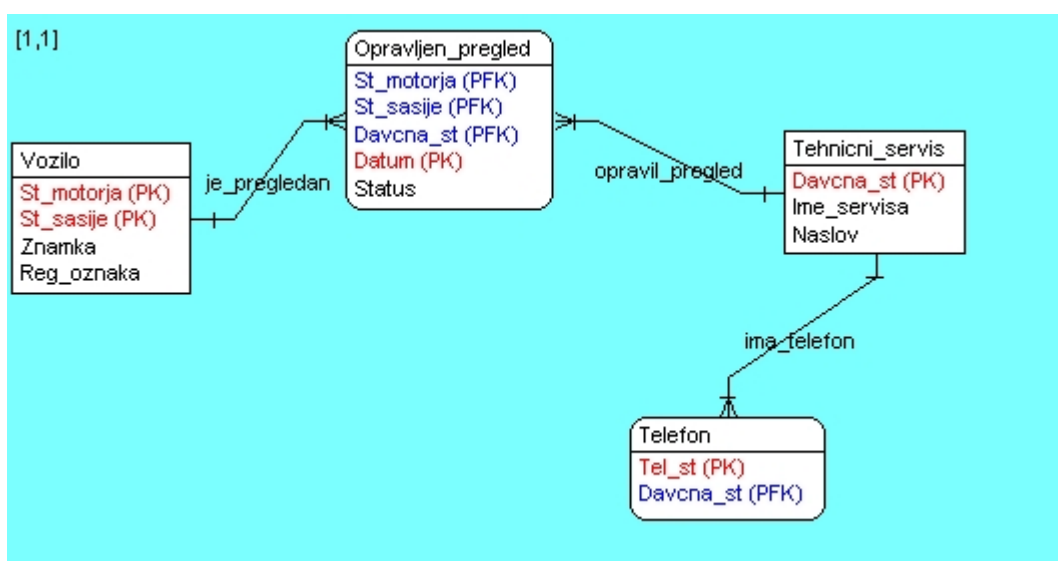 [1,1]
Opravljen_pregled
St_motorja (PFK)
St_sasije (PFK)
Davcna_st (PFK)
Datum (PK)
Status
Vozilo
St_motorja (PK)
St_sasije (PK)
Znamka
Reg_oznaka
je_pregledan
opravil_pregled
Tehnicni_servis
Davcna_st (PK)
Ime_servisa
Naslov
ima_telefon
Telefon
Tel_st (PK)
Davcna_st (PFK)